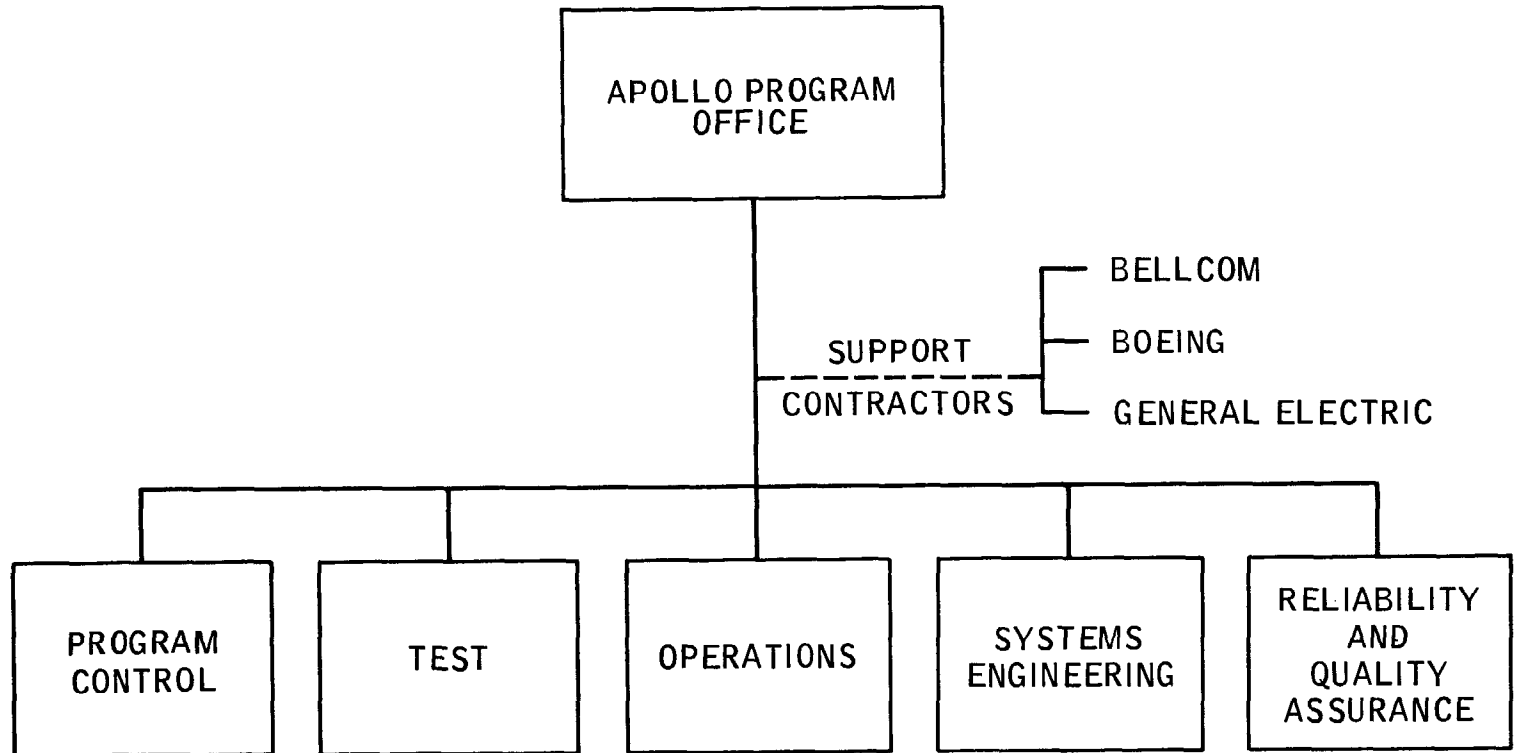 APOLLO PROGRAM
OFFICE
SUPPORT
CONTRACTORS
BELLCOM
BOEING
GENERAL ELECTRIC
PROGRAM
CONTROL
TEST
OPERATIONS
SYSTEMS
ENGINEERING
RELIABILITY
AND
QUALITY
ASSURANCE